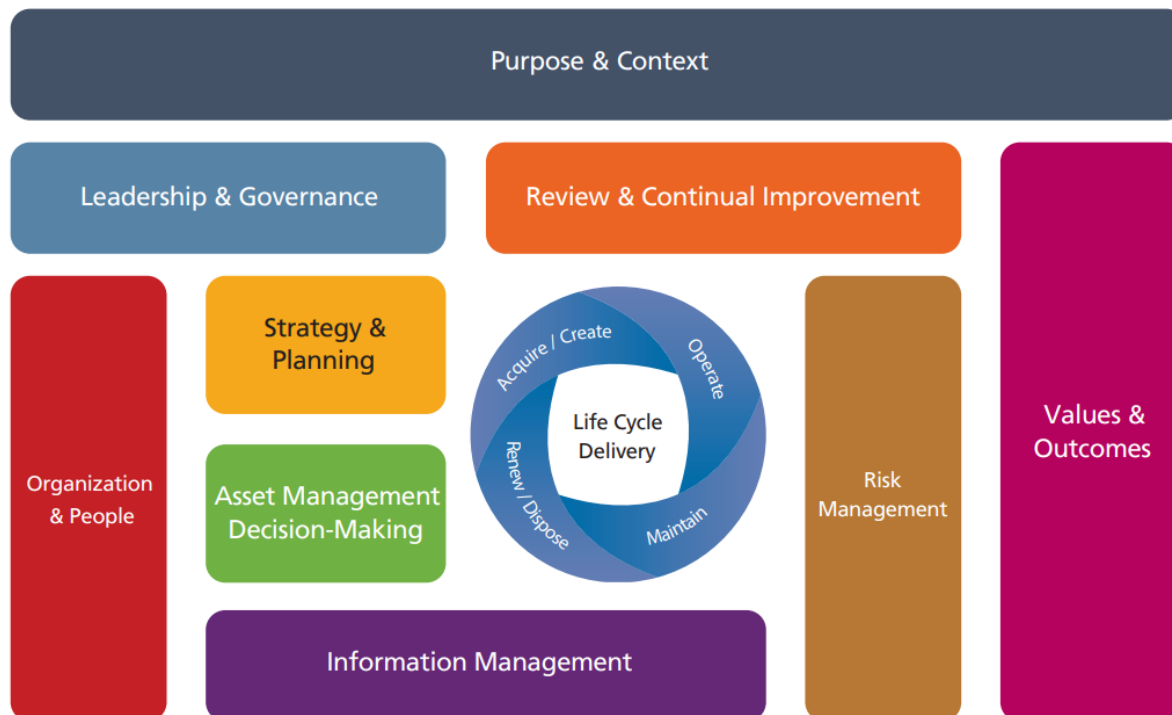 Purpose & Context
Leadership & Governance
Review & Continual Improvement
Values &
Outcomes
Organization
& People
Strategy &
Planning
Asset Management
Decision-Making
Acquire / Create
Operate
Maintain
Renew / Dispose
Life Cycle
Delivery
Risk
Management
Information Management